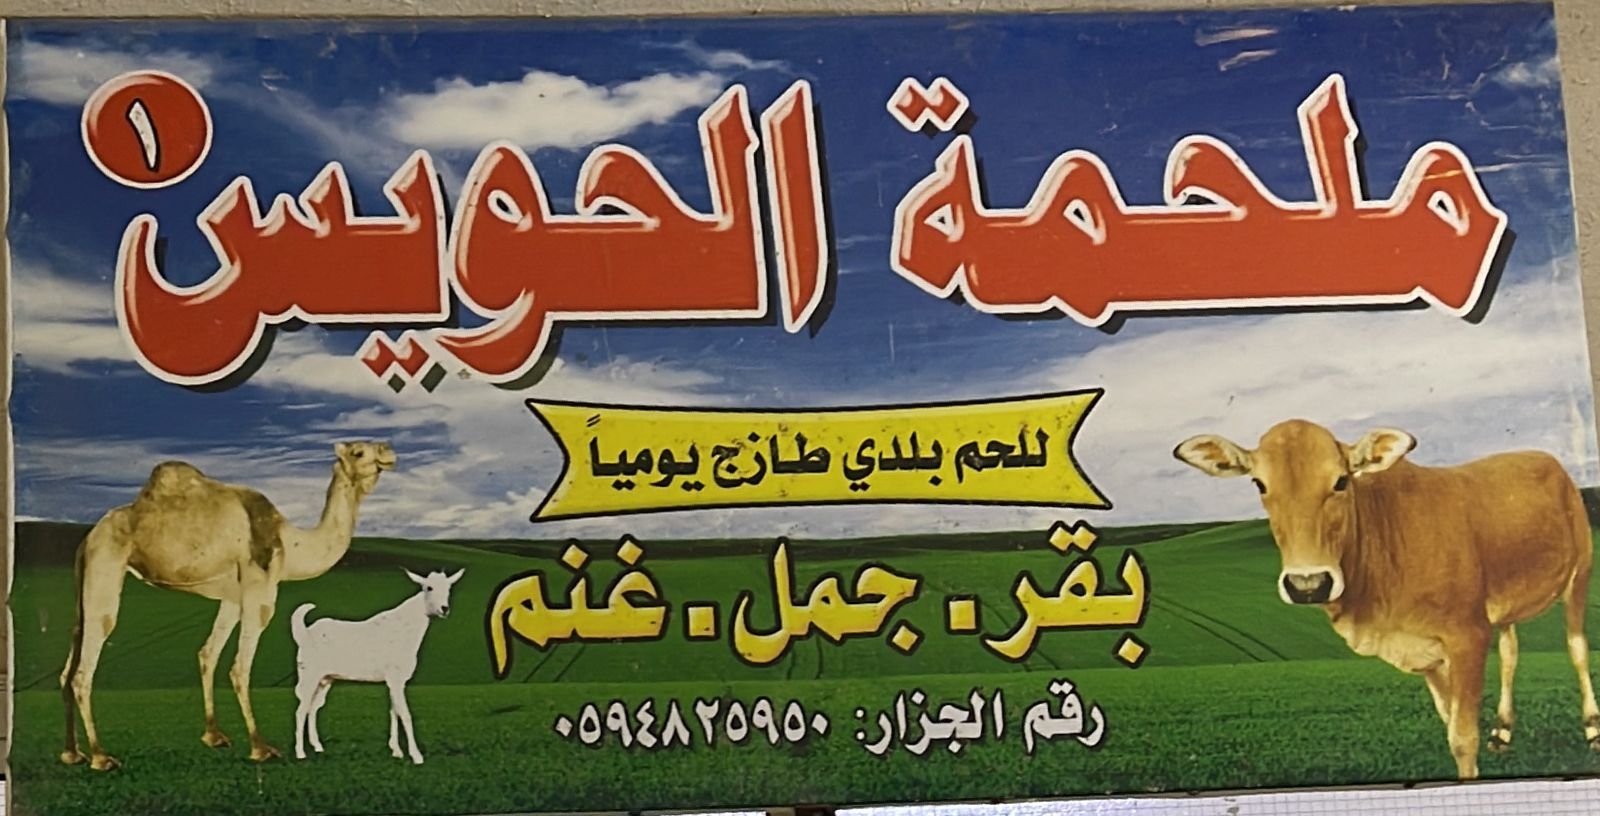 ملحمة الحويس ١
للحم بلدي طازج يومياً
بقر . جمل . غنم
رقم الجزار: ٠٥٩٤٨٢٥٩٥٠